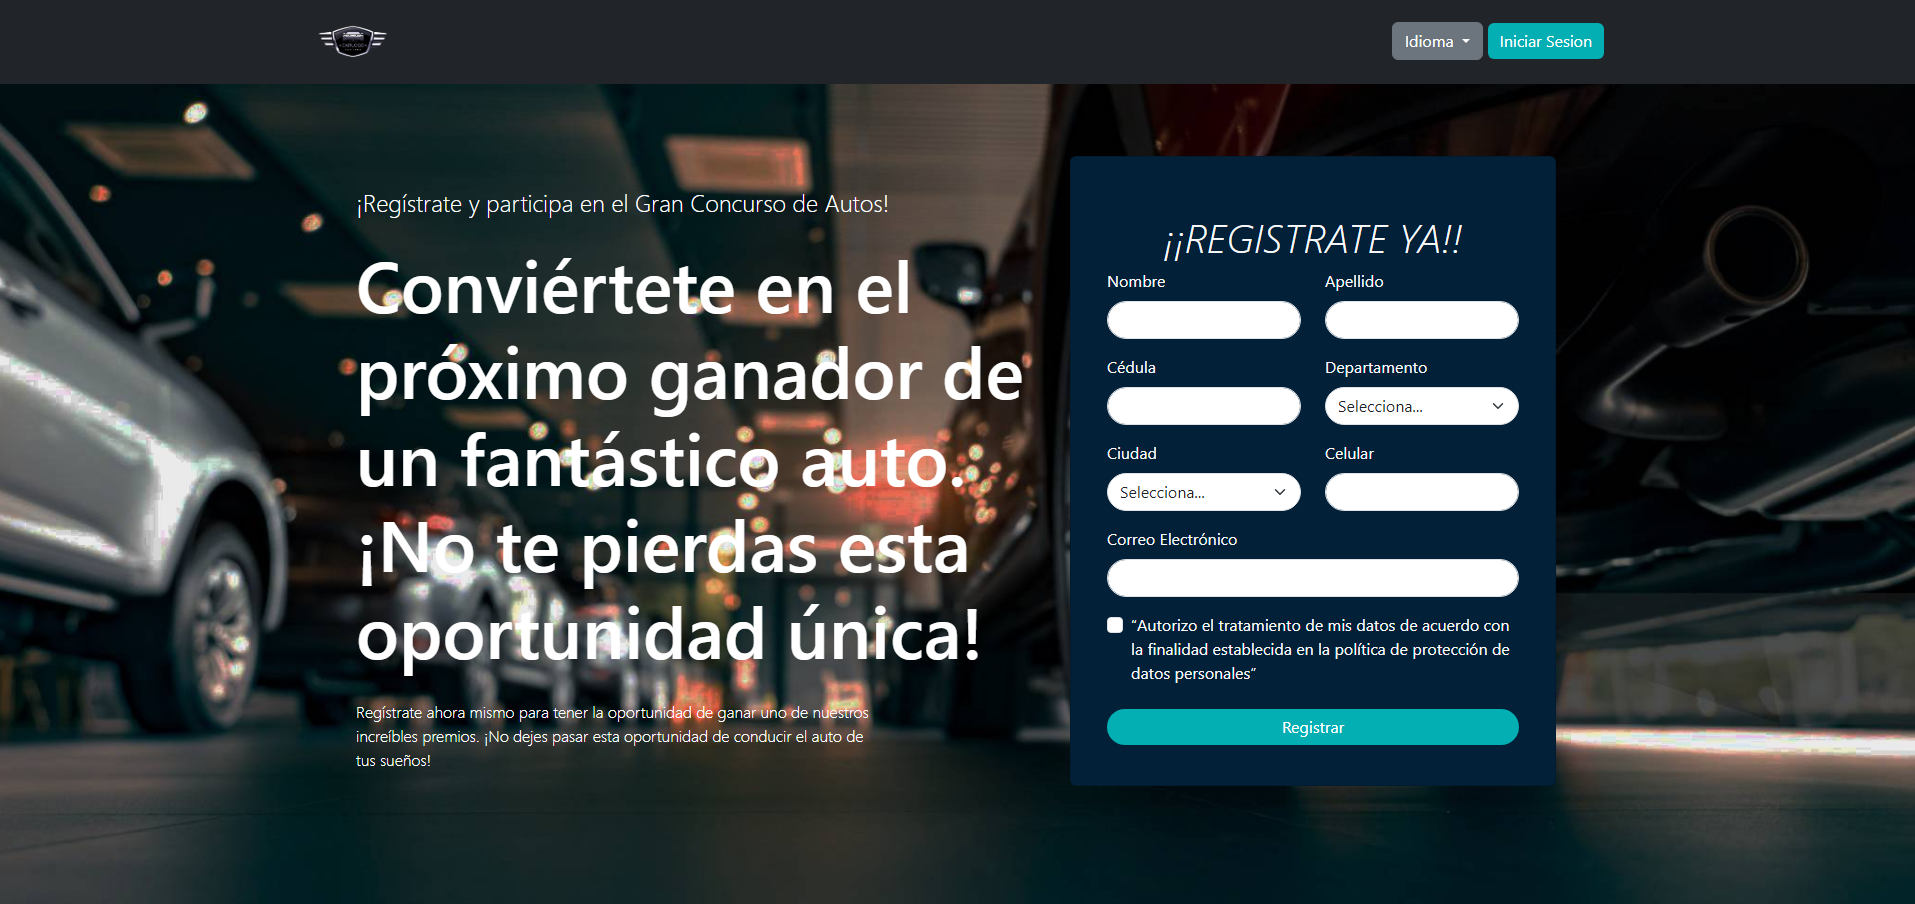 Idioma
Iniciar Sesion
¡Regístrate y participa en el Gran Concurso de Autos!
Conviértete en el
próximo ganador de
un fantástico auto.
¡No te pierdas esta
oportunidad única!
Regístrate ahora mismo para tener la oportunidad de ganar uno de nuestros
increíbles premios. ¡No dejes pasar esta oportunidad de conducir el auto de
tus sueños!
¡¡REGISTRATE YA!!
Nombre
Apellido
Cédula
Departamento
Selecciona...
Ciudad
Celular
Selecciona...
Correo Electrónico
“Autorizo el tratamiento de mis datos de acuerdo con
la finalidad establecida en la política de protección de
datos personales”
Registrar